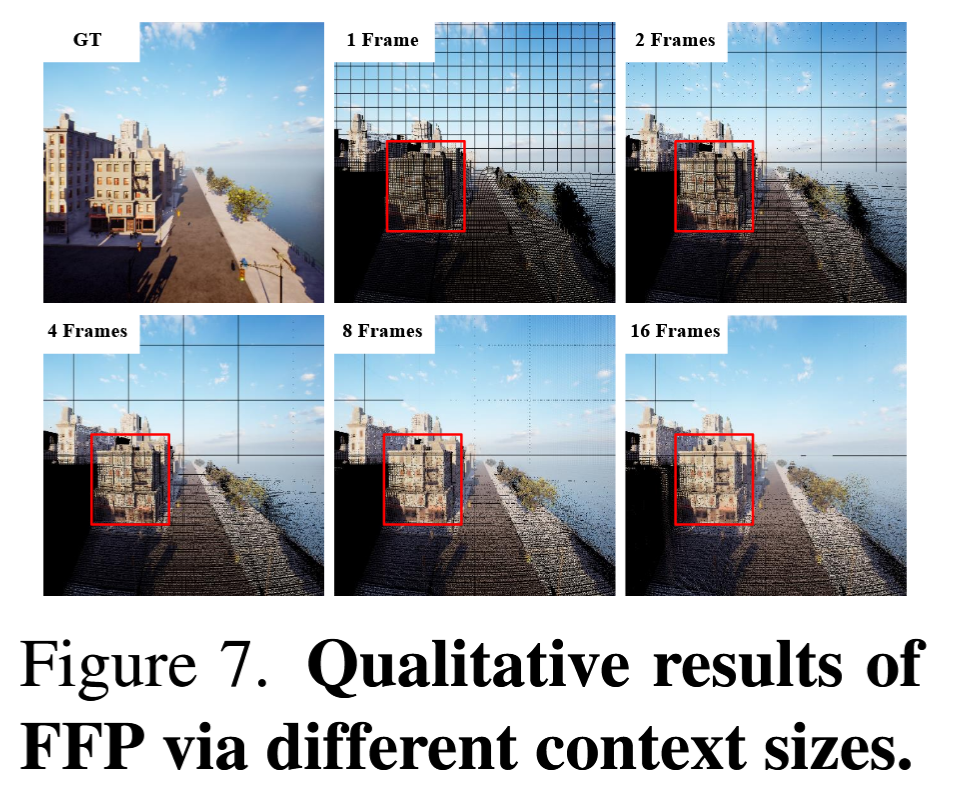 GT
1 Frame
2 Frames
4 Frames
8 Frames
16 Frames
Figure 7. Qualitative results of
FFP via different context sizes.